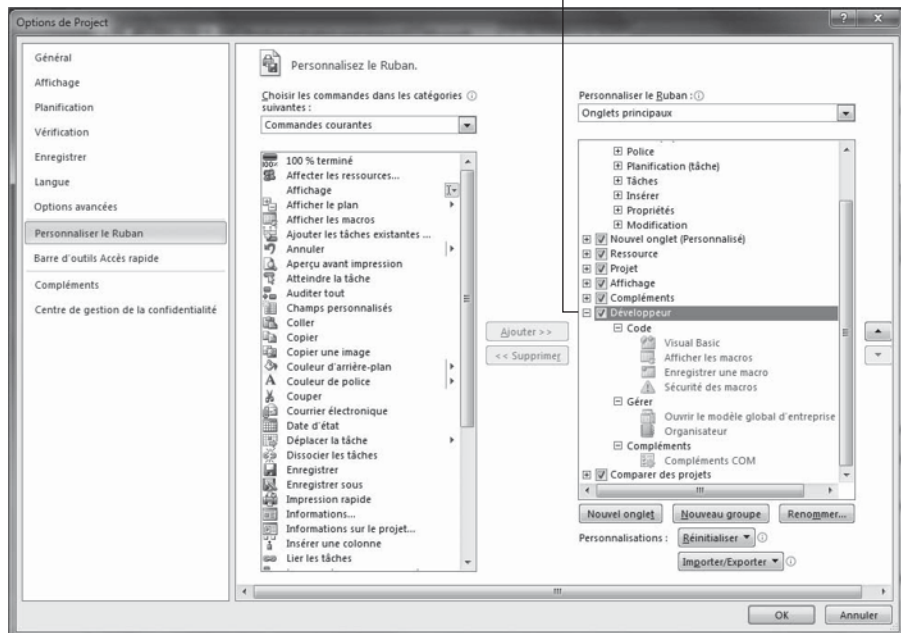 Options de Project
Général
Affichage
Planification
Vérification
Enregistrer
Langue
Options avancées
Personnaliser le Ruban
Barre d'outils Accès rapide
Compléments
Centre de gestion de la confidentialité
Personnalisez le Ruban.
Choisir les commandes dans les catégories
suivantes :
Commandes courantes
100 % terminé
Affecter les ressources...
Affichage
Afficher le plan
Afficher les macros
Ajouter les tâches existantes ...
Annuler
Aperçu avant impression
Atteindre la tâche
Auditer tout
Champs personnalisés
Coller
Copier
Copier une image
Couleur d'arrière-plan
Couleur de police
Couper
Courrier électronique
Date d'état
Déplacer la tâche
Dissocier les tâches
Enregistrer
Enregistrer sous
Impression rapide
Informations...
Informations sur le projet...
Insérer une colonne
Lier les tâches
Ajouter >>
<< Supprimer
Personnaliser le Ruban :
Onglets principaux
Police
Planification (tâche)
Tâches
Insérer
Propriétés
Modification
Nouvel onglet (Personnalisé)
Ressource
Projet
Affichage
Compléments
Développeur
Code
Visual Basic
Afficher les macros
Enregistrer une macro
Sécurité des macros
Gérer
Ouvrir le modèle global d'entreprise
Organisateur
Compléments
Compléments COM
Comparer des projets
Nouvel onglet
Nouveau groupe
Renommer...
Personnalisations :
Réinitialiser
Importer/Exporter
OK
Annuler